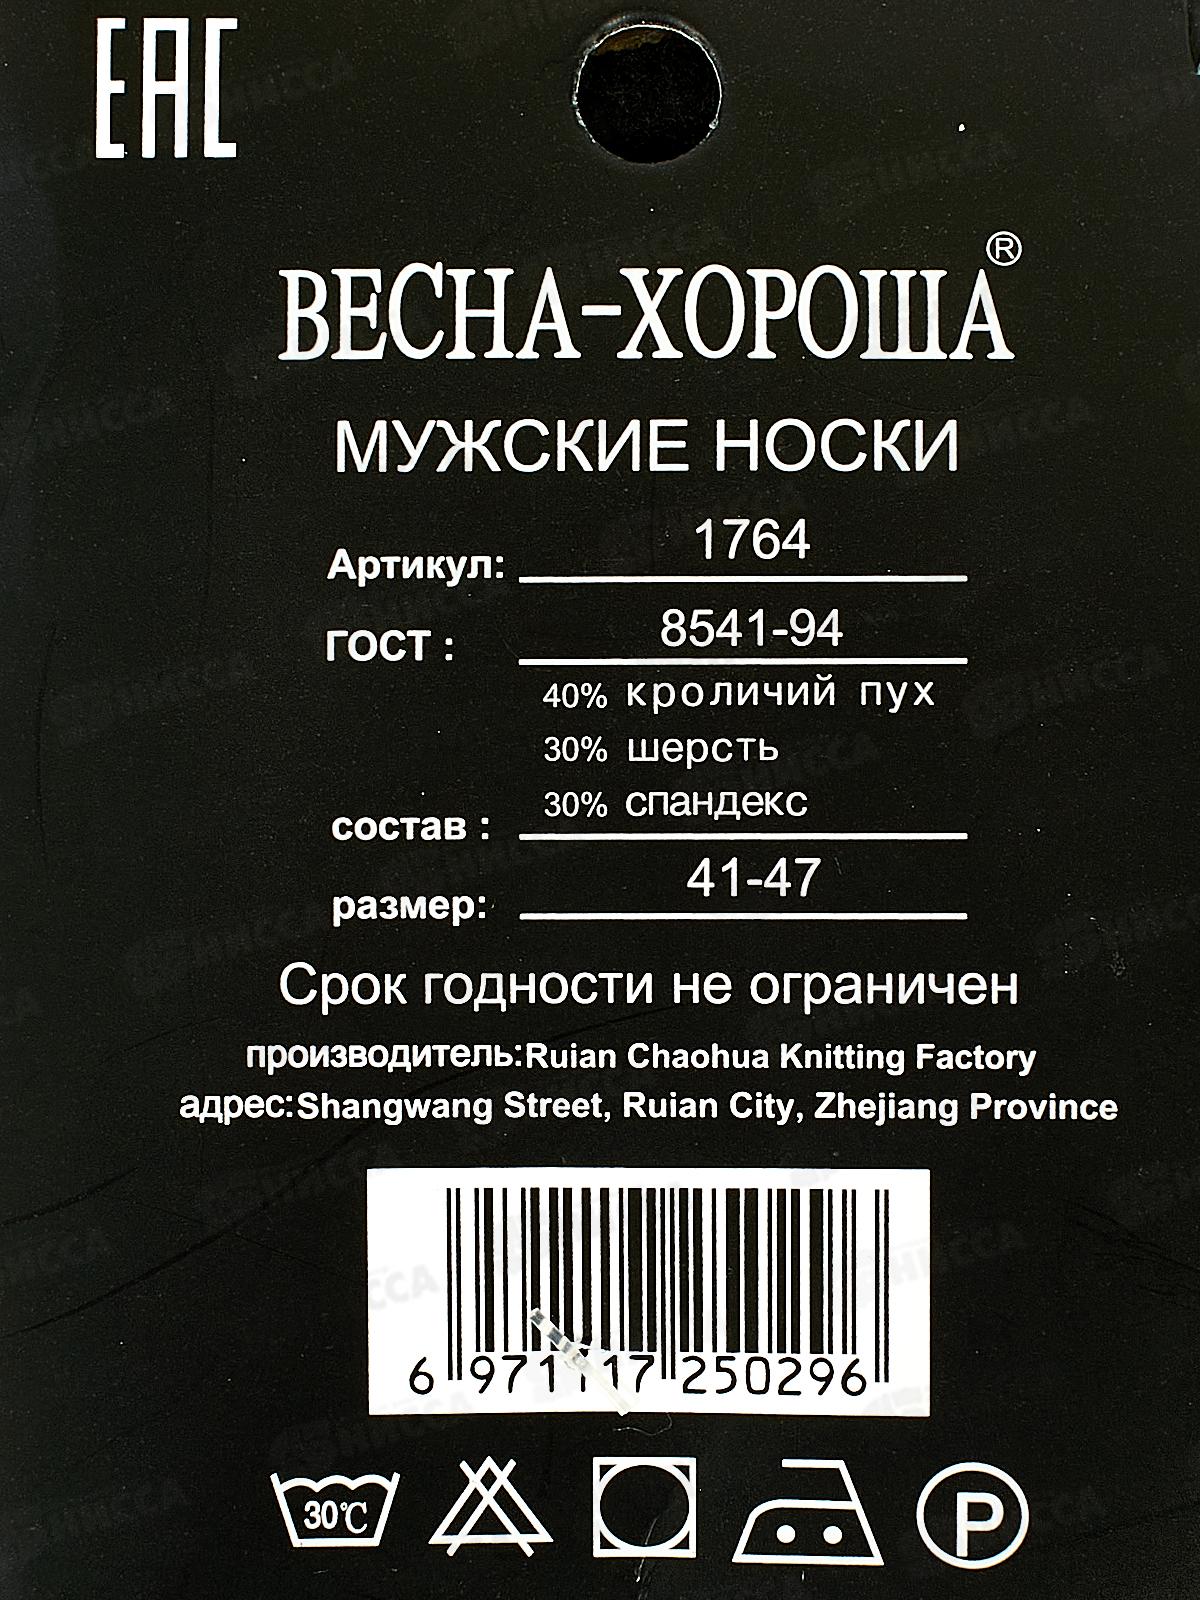 ЕАС
ВЕСНА-ХОРОША®
МУЖСКИЕ НОСКИ
Артикул: 1764
ГОСТ : 8541-94
40% кроличий пух
30% шерсть
30% спандекс
состав :
размер: 41-47
Срок годности не ограничен
производитель:Ruian Chaohua Knitting Factory
адрес:Shangwang Street, Ruian City, Zhejiang Province
6 971117 250296
30°C P